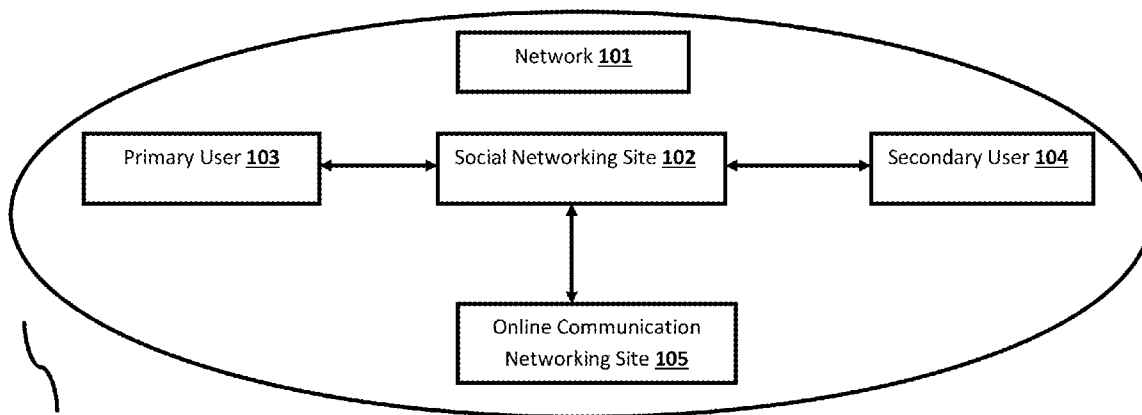 Network 101
Primary User 103
Social Networking Site 102
Secondary User 104
Online Communication
Networking Site 105